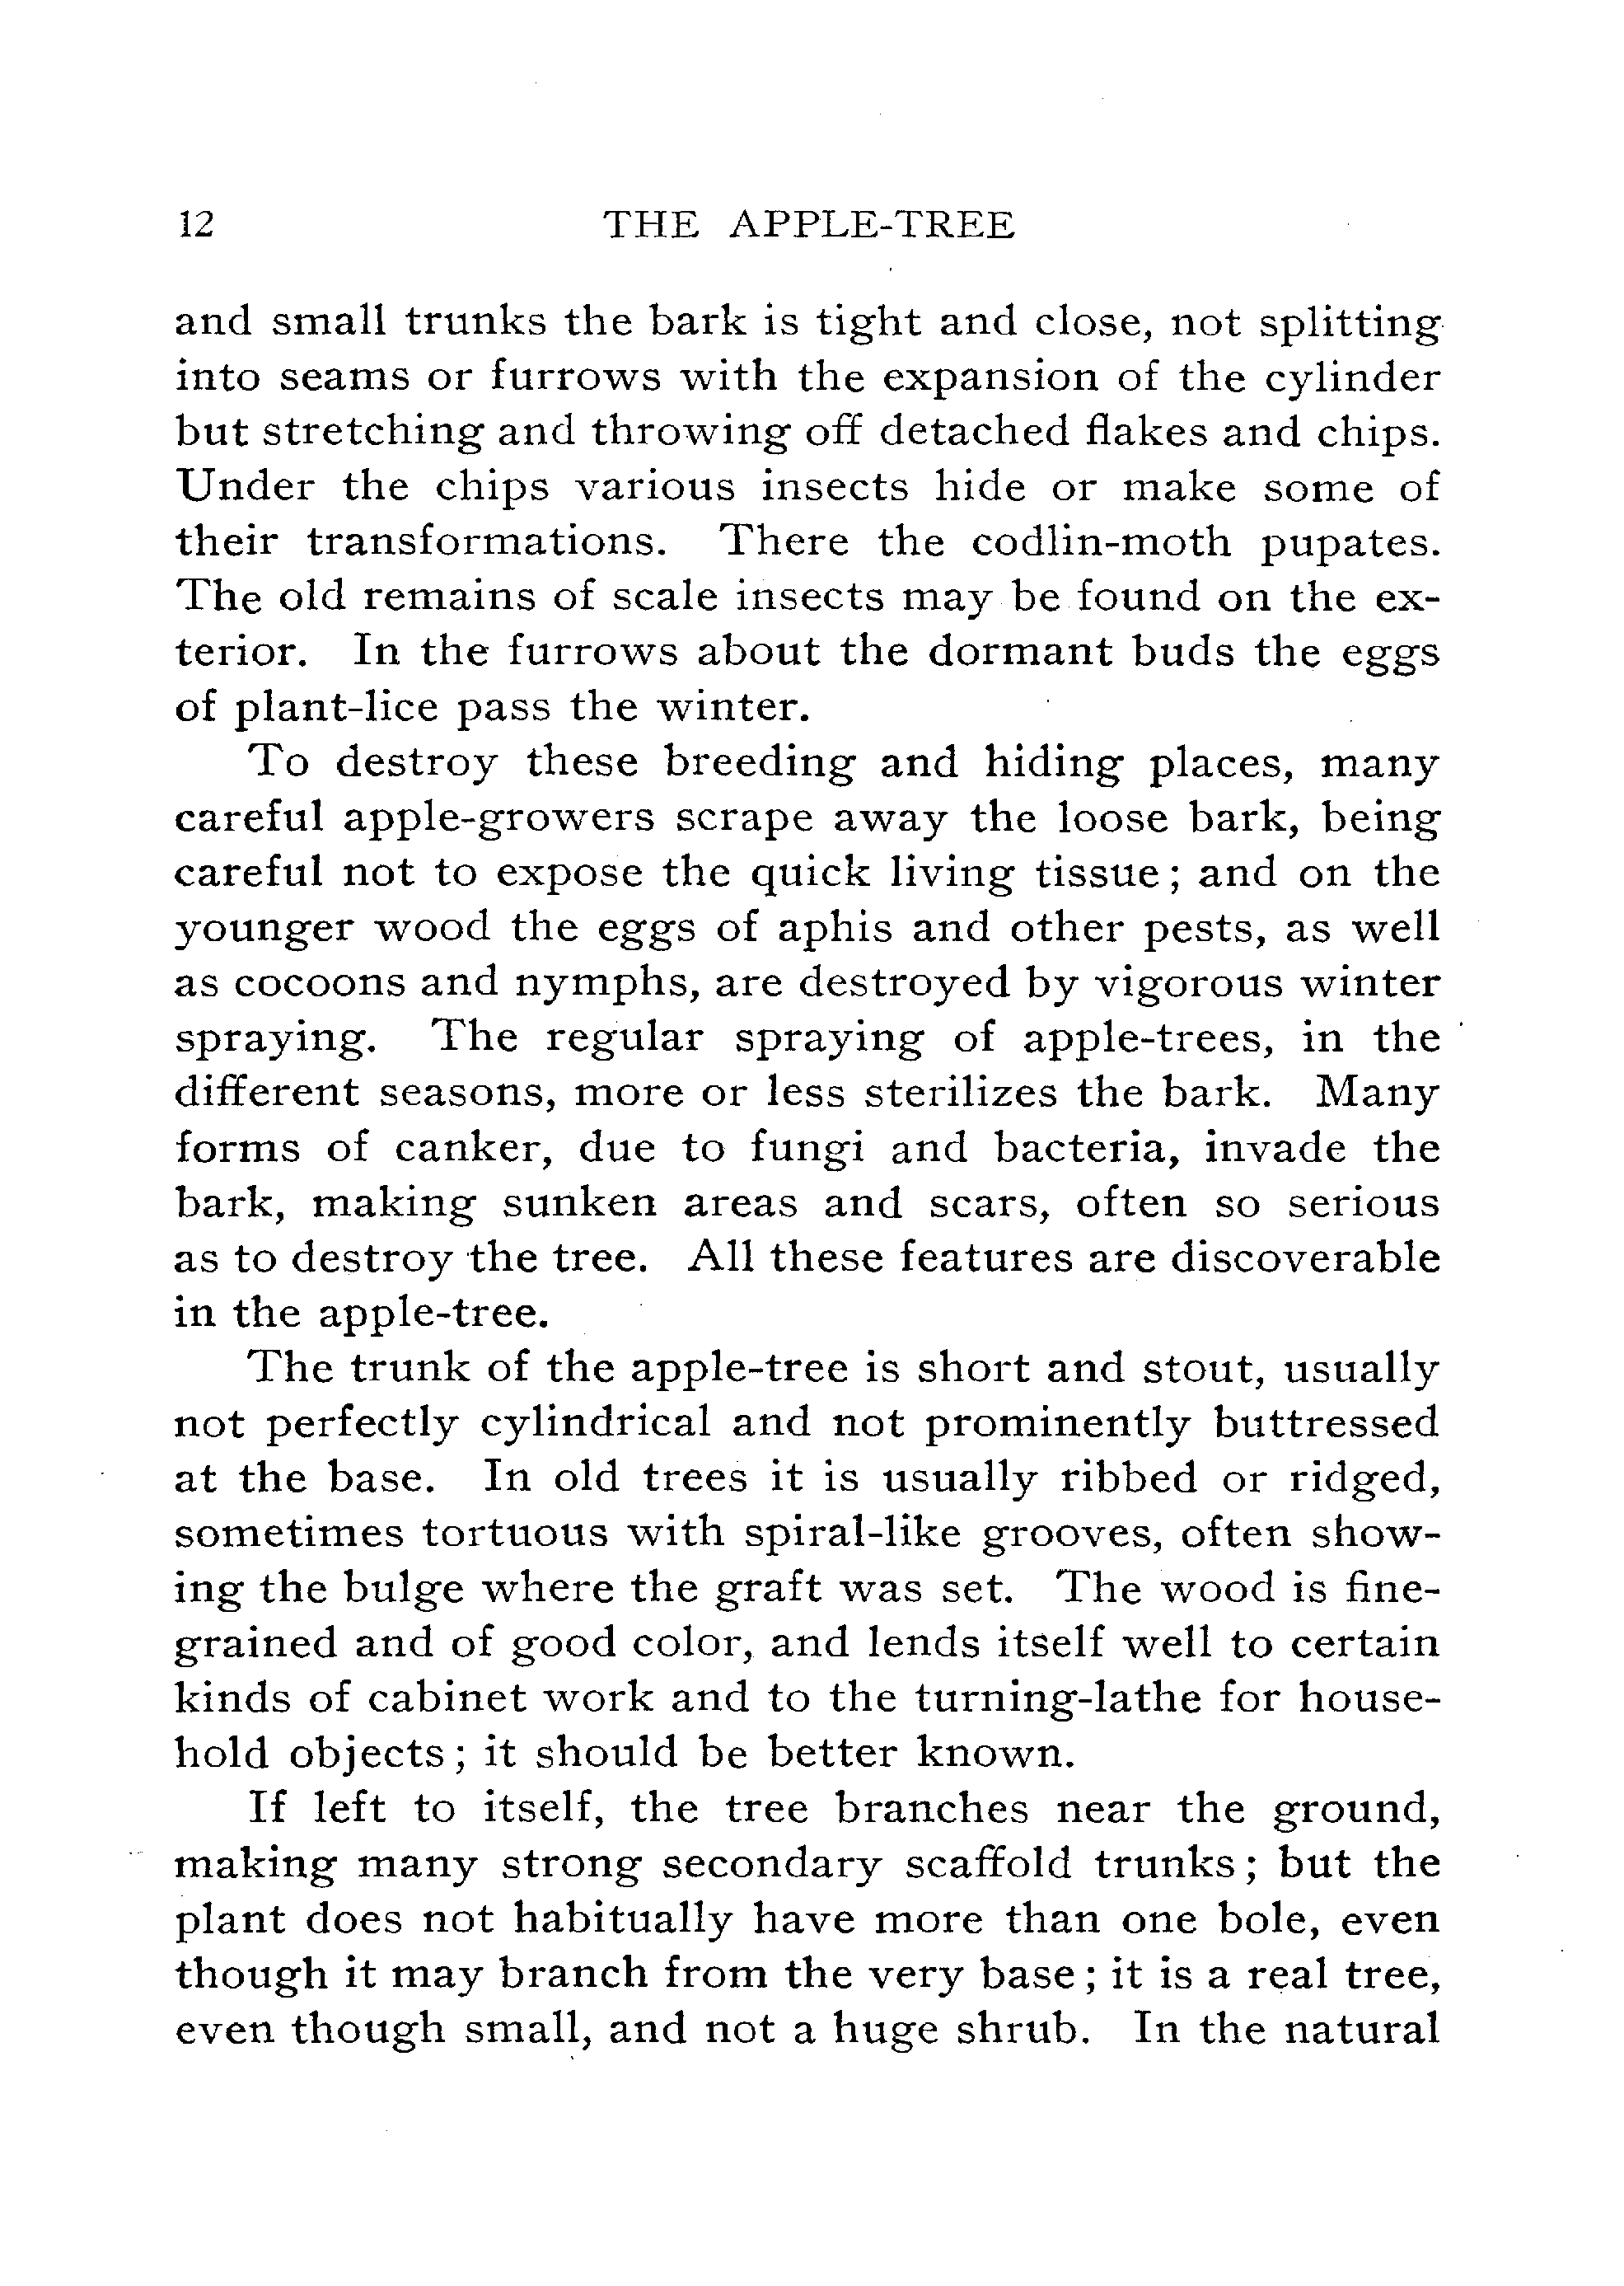 12 THE APPLE-TREE
and small trunks the bark is tight and close, not splitting
into seams or furrows with the expansion of the cylinder
but stretching and throwing off detached flakes and chips.
Under the chips various insects hide or make some of
their transformations. There the codlin-moth pupates.
The old remains of scale insects may be found on the ex-
terior. In the furrows about the dormant buds the eggs
of plant-lice pass the winter.
To destroy these breeding and hiding places, many
careful apple-growers scrape away the loose bark, being
careful not to expose the quick living tissue; and on the
younger wood the eggs of aphis and other pests, as well
as cocoons and nymphs, are destroyed by vigorous winter
spraying. The regular spraying of apple-trees, in the
different seasons, more or less sterilizes the bark. Many
forms of canker, due to fungi and bacteria, invade the
bark, making sunken areas and scars, often so serious
as to destroy the tree. All these features are discoverable
in the apple-tree.
The trunk of the apple-tree is short and stout, usually
not perfectly cylindrical and not prominently buttressed
at the base. In old trees it is usually ribbed or ridged,
sometimes tortuous with spiral-like grooves, often show-
ing the bulge where the graft was set. The wood is fine-
grained and of good color, and lends itself well to certain
kinds of cabinet work and to the turning-lathe for house-
hold objects; it should be better known.
If left to itself, the tree branches near the ground,
making many strong secondary scaffold trunks; but the
plant does not habitually have more than one bole, even
though it may branch from the very base; it is a real tree,
even though small, and not a huge shrub. In the natural